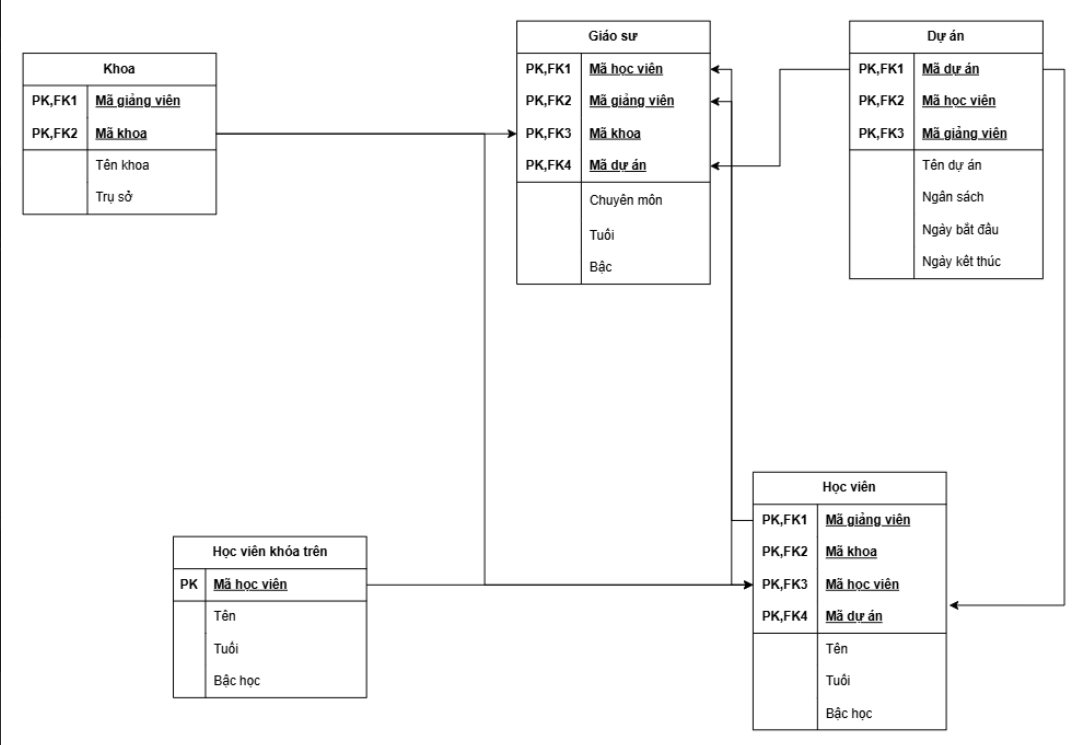 Khoa
PK,FK1 Mã giảng viên
PK,FK2 Mã khoa
Tên khoa
Trụ sở
Giáo sư
PK,FK1 Mã học viên
PK,FK2 Mã giảng viên
PK,FK3 Mã khoa
PK,FK4 Mã dự án
Chuyên môn
Tuổi
Bậc
Dự án
PK,FK1 Mã dự án
PK,FK2 Mã học viên
PK,FK3 Mã giảng viên
Tên dự án
Ngân sách
Ngày bắt đầu
Ngày kết thúc
Học viên khóa trên
PK Mã học viên
Tên
Tuổi
Bậc học
Học viên
PK,FK1 Mã giảng viên
PK,FK2 Mã khoa
PK,FK3 Mã học viên
PK,FK4 Mã dự án
Tên
Tuổi
Bậc học